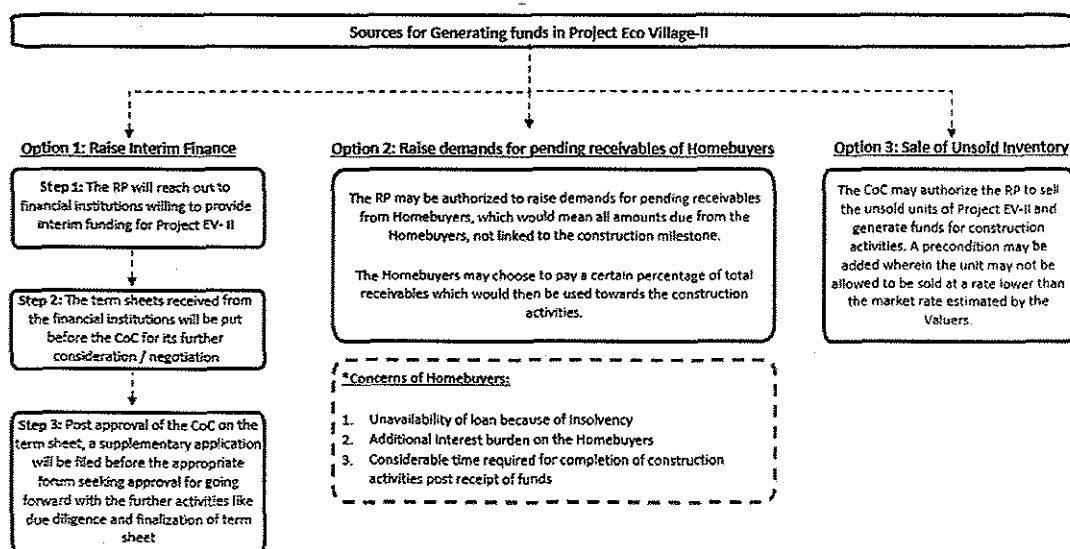 Sources for Generating funds in Project Eco Village-II
Option 1: Raise Interim Finance
Step 1: The RP will reach out to
financial institutions willing to provide
interim funding for Project EV- II
Step 2: The term sheets received from
the financial institutions will be put
before the CoC for its further
consideration / negotiation
Step 3: Post approval of the CoC on the
term sheet, a supplementary application
will be filed before the appropriate
forum seeking approval for going
forward with the further activities like
due diligence and finalization of term
sheet
Option 2: Raise demands for pending receivables of Homebuyers
The RP may be authorized to raise demands for pending receivables
from Homebuyers, which would mean all amounts due from the
Homebuyers, not linked to the construction milestone.
The Homebuyers may choose to pay a certain percentage of total
receivables which would then be used towards the construction
activities.
*Concerns of Homebuyers:
1. Unavailability of loan because of Insolvency
2. Additional Interest burden on the Homebuyers
3. Considerable time required for completion of construction
activities post receipt of funds
Option 3: Sale of Unsold Inventory
The CoC may authorize the RP to sell
the unsold units of Project EV-II and
generate funds for construction
activities. A precondition may be
added wherein the unit may not be
allowed to be sold at a rate lower than
the market rate estimated by the
Valuers.